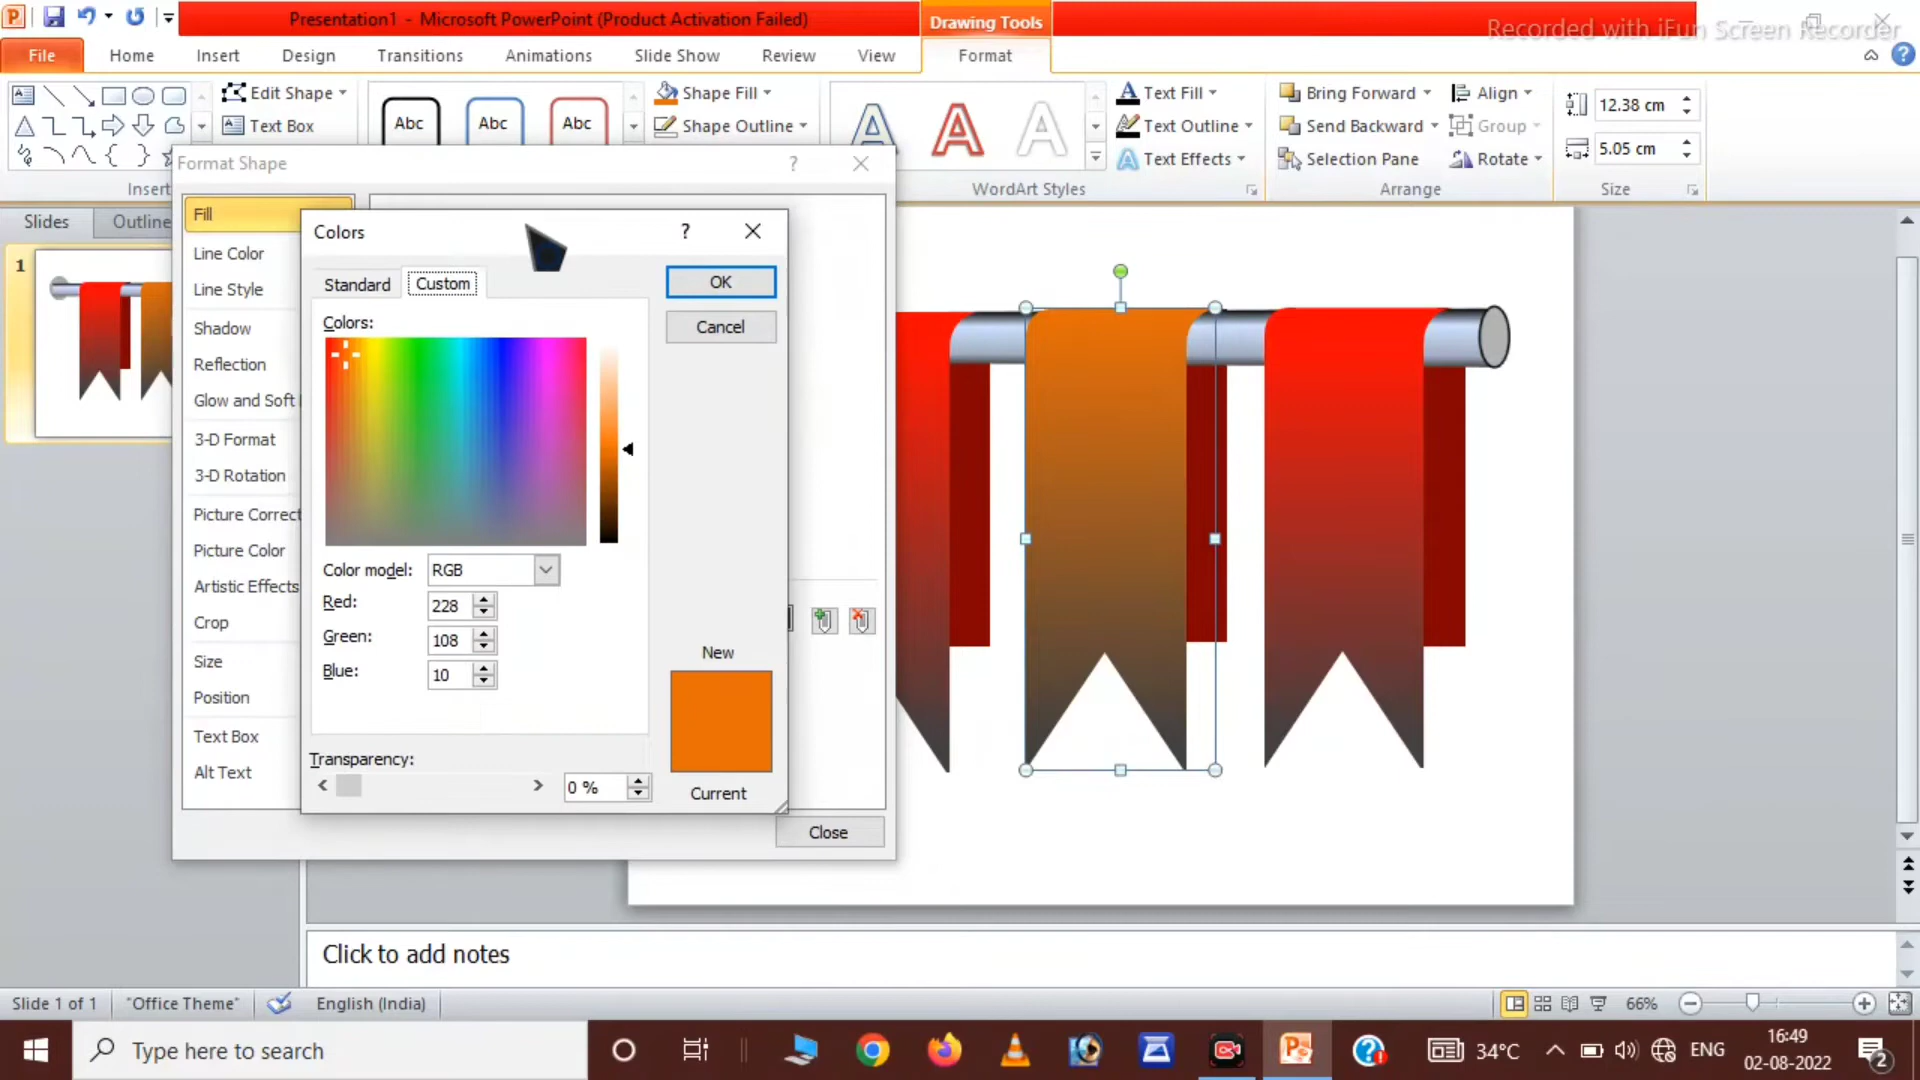 Presentation1 - Microsoft PowerPoint (Product Activation Failed)
Drawing Tools
Recorded with iFun Screen Recorder
File Home Insert Design Transitions Animations Slide Show Review View Format
Edit Shape
Text Box
Abc Abc Abc
Shape Fill
Shape Outline
Text Fill
Text Outline
Text Effects
WordArt Styles
Bring Forward
Send Backward
Selection Pane
Align
Group
Rotate
Arrange
12.38 cm
5.05 cm
Size
Insert
Format Shape
Slides Outline
1
Fill
Line Color
Line Style
Shadow
Reflection
Glow and Soft
3-D Format
3-D Rotation
Picture Correct
Picture Color
Artistic Effects
Crop
Size
Position
Text Box
Alt Text
Colors
Standard Custom
OK
Cancel
Colors:
Color model: RGB
Red: 228
Green: 108
Blue: 10
New
Current
Transparency:
0 %
Close
Click to add notes
Slide 1 of 1 "Office Theme" English (India) 66%
Type here to search
34°C ENG
16:49
02-08-2022
2